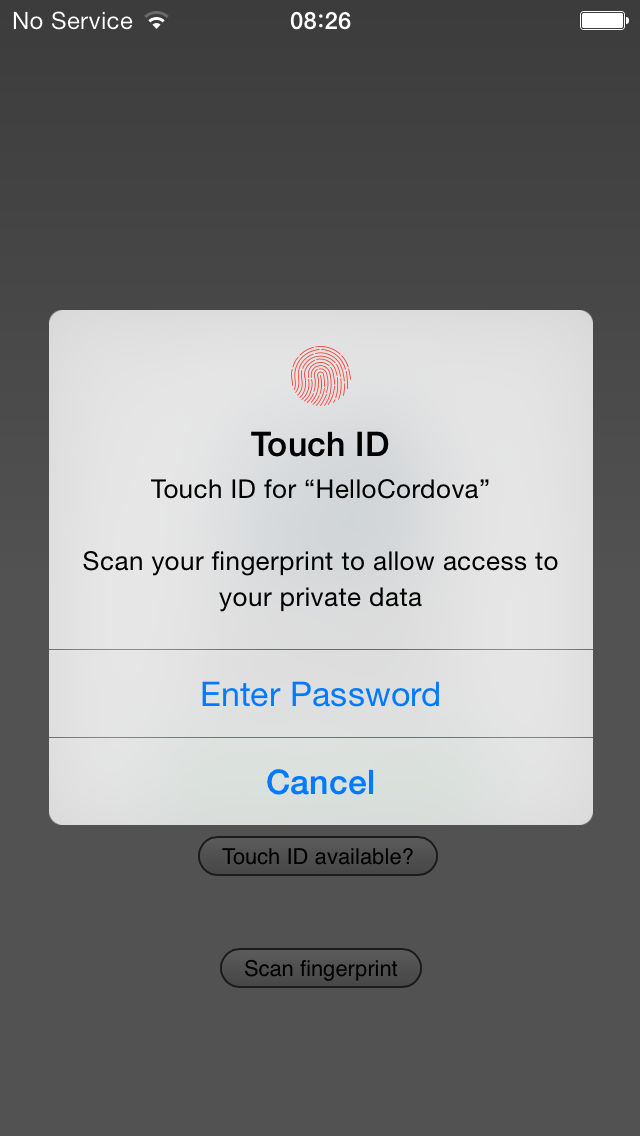 No Service 08:26
Touch ID
Touch ID for “HelloCordova”
Scan your fingerprint to allow access to
your private data
Enter Password
Cancel
Touch ID available?
Scan fingerprint